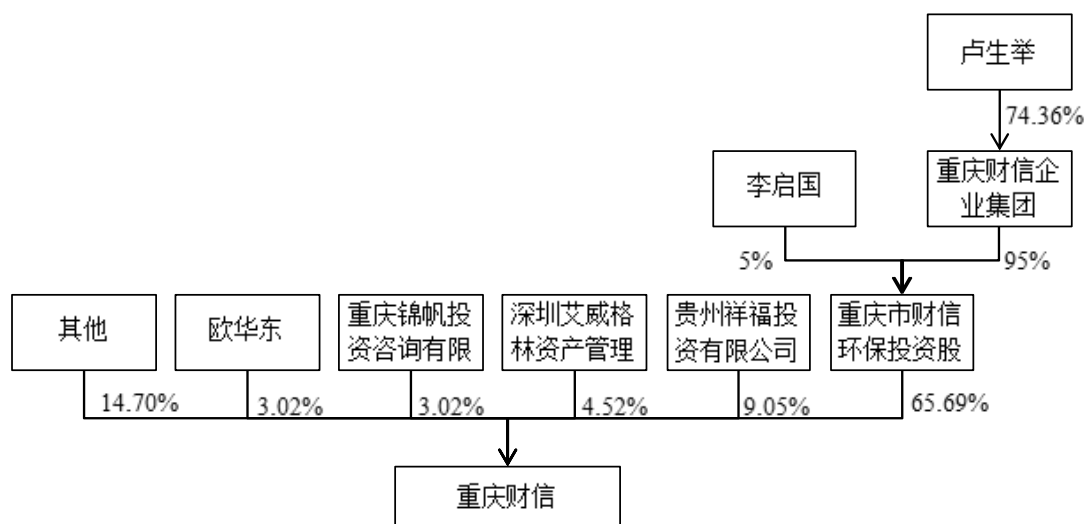 卢生举
74.36%
李启国
重庆财信企
业集团
5%
95%
其他
欧华东
重庆锦帆投
资咨询有限
深圳艾威格
林资产管理
贵州祥福投
资有限公司
重庆市财信
环保投资股
14.70%
3.02%
3.02%
4.52%
9.05%
65.69%
重庆财信